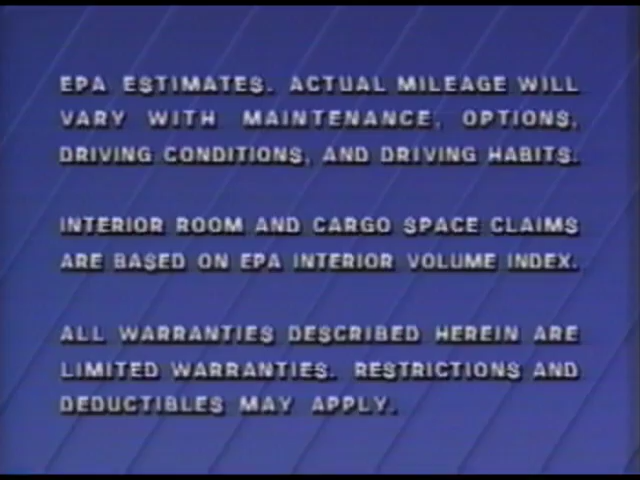 EPA ESTIMATES. ACTUAL MILEAGE WILL
VARY WITH MAINTENANCE, OPTIONS,
DRIVING CONDITIONS, AND DRIVING HABITS.
INTERIOR ROOM AND CARGO SPACE CLAIMS
ARE BASED ON EPA INTERIOR VOLUME INDEX.
ALL WARRANTIES DESCRIBED HEREIN ARE
LIMITED WARRANTIES. RESTRICTIONS AND
DEDUCTIBLES MAY APPLY.